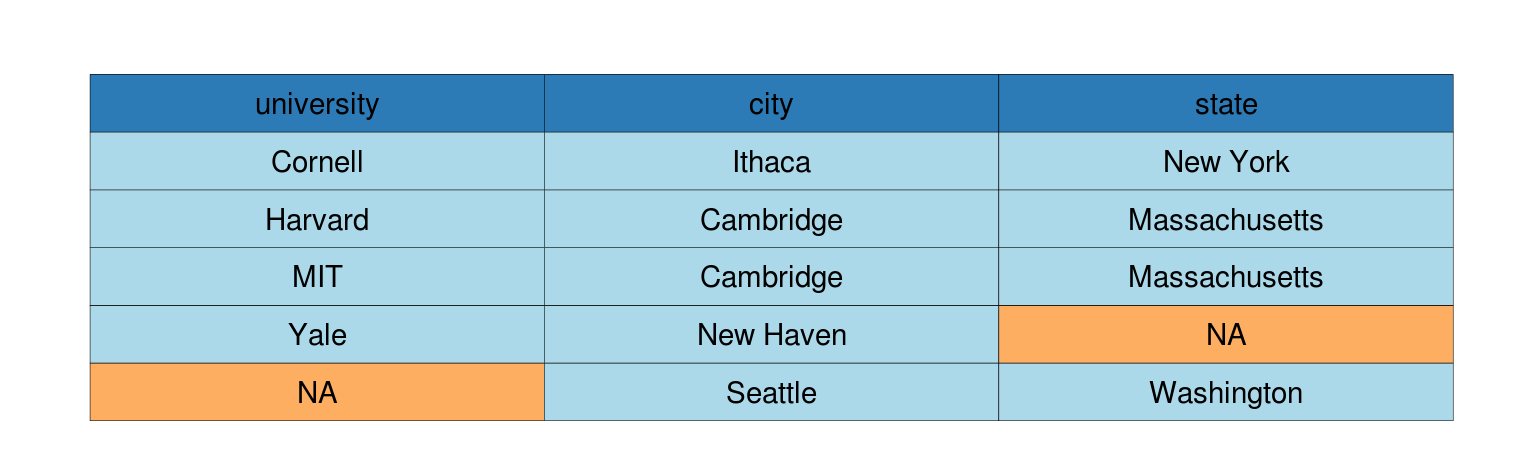 university city state
Cornell Ithaca New York
Harvard Cambridge Massachusetts
MIT Cambridge Massachusetts
Yale New Haven NA
NA Seattle Washington